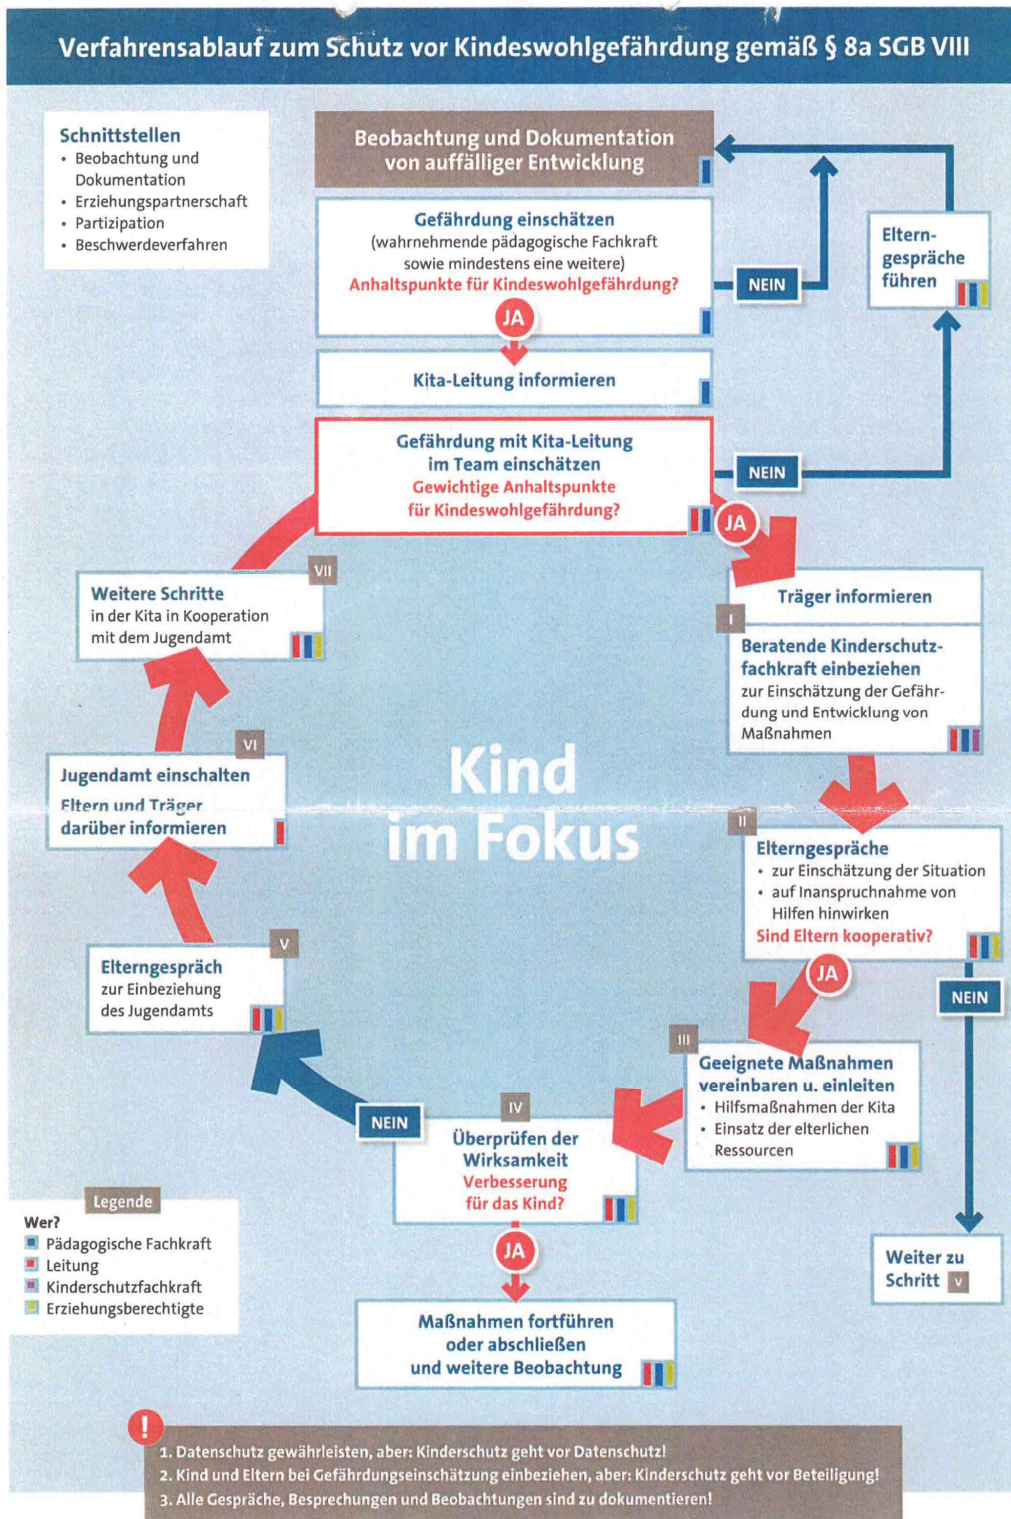 Verfahrensablauf zum Schutz vor Kindeswohlgefährdung gemäß § 8a SGB VIII
Schnittstellen
• Beobachtung und
Dokumentation
• Erziehungspartnerschaft
• Partizipation
• Beschwerdeverfahren
Beobachtung und Dokumentation
von auffälliger Entwicklung
Gefährdung einschätzen
(wahrnehmende pädagogische Fachkraft
sowie mindestens eine weitere)
Anhaltspunkte für Kindeswohlgefährdung?
NEIN
Eltern-
gespräche
führen
JA
Kita-Leitung informieren
Gefährdung mit Kita-Leitung
im Team einschätzen
Gewichtige Anhaltspunkte
für Kindeswohlgefährdung?
NEIN
JA
Träger informieren
I
Beratende Kinderschutz-
fachkraft einbeziehen
zur Einschätzung der Gefähr-
dung und Entwicklung von
Maßnahmen
II
Elterngespräche
• zur Einschätzung der Situation
• auf Inanspruchnahme von
Hilfen hinwirken
Sind Eltern kooperativ?
JA
NEIN
III
Geeignete Maßnahmen
vereinbaren u. einleiten
• Hilfsmaßnahmen der Kita
• Einsatz der elterlichen
Ressourcen
Weiter zu
Schritt V
IV
Überprüfen der
Wirksamkeit
Verbesserung
für das Kind?
NEIN
JA
Maßnahmen fortführen
oder abschließen
und weitere Beobachtung
V
Elterngespräch
zur Einbeziehung
des Jugendamts
VI
Jugendamt einschalten
Eltern und Träger
darüber informieren
VII
Weitere Schritte
in der Kita in Kooperation
mit dem Jugendamt
Kind
im Fokus
Legende
Wer?
Pädagogische Fachkraft
Leitung
Kinderschutzfachkraft
Erziehungsberechtigte
!
1. Datenschutz gewährleisten, aber: Kinderschutz geht vor Datenschutz!
2. Kind und Eltern bei Gefährdungseinschätzung einbeziehen, aber: Kinderschutz geht vor Beteiligung!
3. Alle Gespräche, Besprechungen und Beobachtungen sind zu dokumentieren!